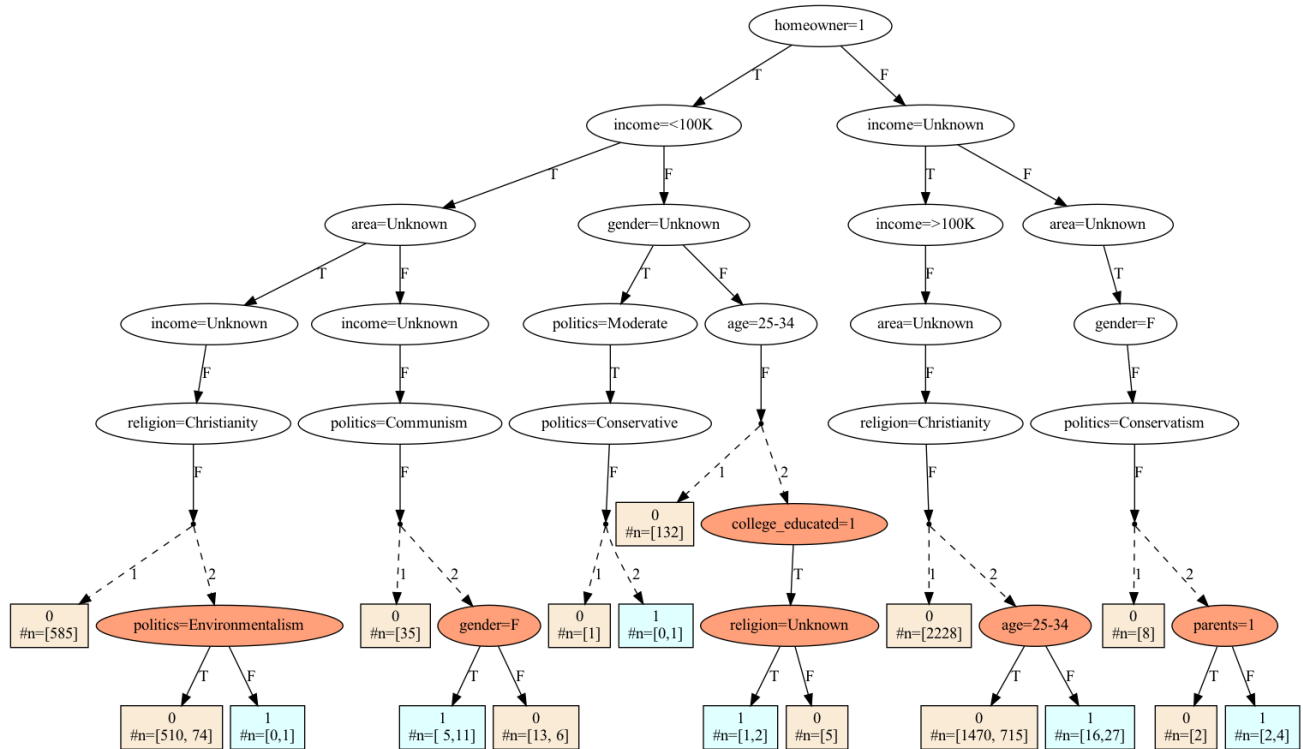 homeowner=1
T
F
income=<100K
income=Unknown
T
F
T
F
area=Unknown
gender=Unknown
income=>100K
area=Unknown
T
F
T
F
F
T
income=Unknown
income=Unknown
politics=Moderate
age=25-34
area=Unknown
gender=F
F
F
T
F
F
F
religion=Christianity
politics=Communism
politics=Conservative
religion=Christianity
politics=Conservatism
F
F
F
1
2
F
F
0
#n=[132]
college_educated=1
1
2
1
2
1
2
T
1
2
1
2
0
#n=[585]
politics=Environmentalism
0
#n=[35]
gender=F
0
#n=[1]
1
#n=[0,1]
religion=Unknown
0
#n=[2228]
age=25-34
0
#n=[8]
parents=1
T
F
T
F
T
F
T
F
T
F
0
#n=[510, 74]
1
#n=[0,1]
1
#n=[ 5,11]
0
#n=[13, 6]
1
#n=[1,2]
0
#n=[5]
0
#n=[1470, 715]
1
#n=[16,27]
0
#n=[2]
1
#n=[2,4]